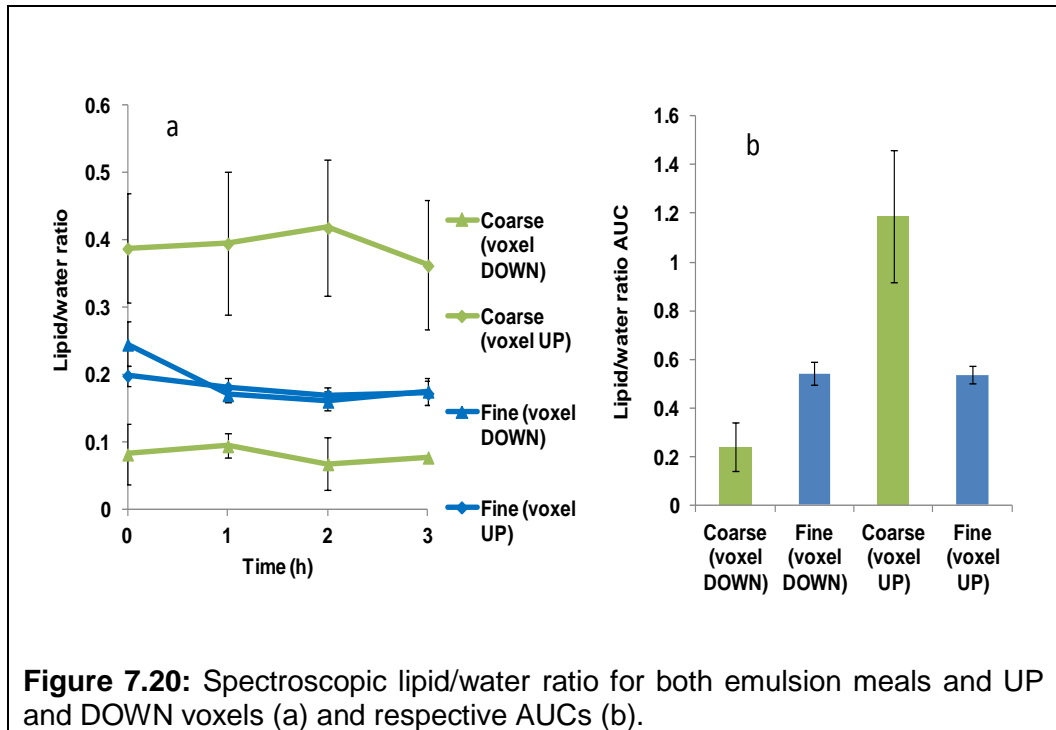 a
0.6
0.5
0.4
0.3
0.2
0.1
0
Lipid/water ratio
0
1
2
3
Time (h)
Coarse
(voxel
DOWN)
Coarse
(voxel UP)
Fine (voxel
DOWN)
Fine (voxel
UP)
b
1.6
1.4
1.2
1
0.8
0.6
0.4
0.2
0
Lipid/water ratio AUC
Coarse
(voxel
DOWN)
Fine
(voxel
DOWN)
Coarse
(voxel
UP)
Fine
(voxel
UP)
Figure 7.20: Spectroscopic lipid/water ratio for both emulsion meals and UP
and DOWN voxels (a) and respective AUCs (b).